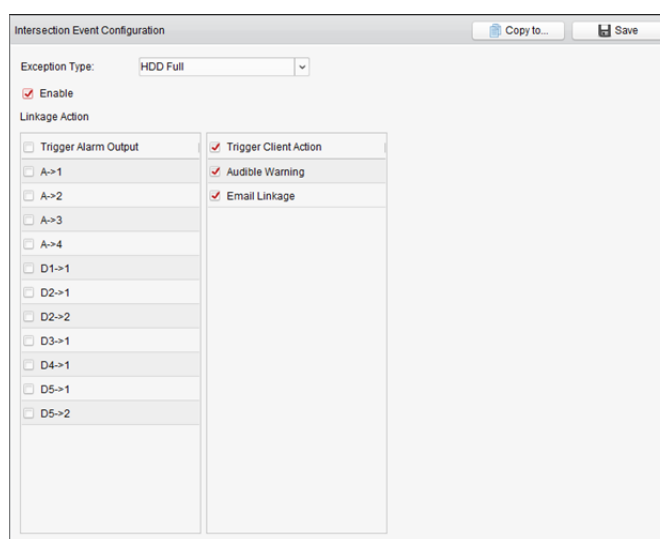 Intersection Event Configuration
Copy to...
Save
Exception Type: HDD Full
Enable
Linkage Action
Trigger Alarm Output
A->1
A->2
A->3
A->4
D1->1
D2->1
D2->2
D3->1
D4->1
D5->1
D5->2
Trigger Client Action
Audible Warning
Email Linkage